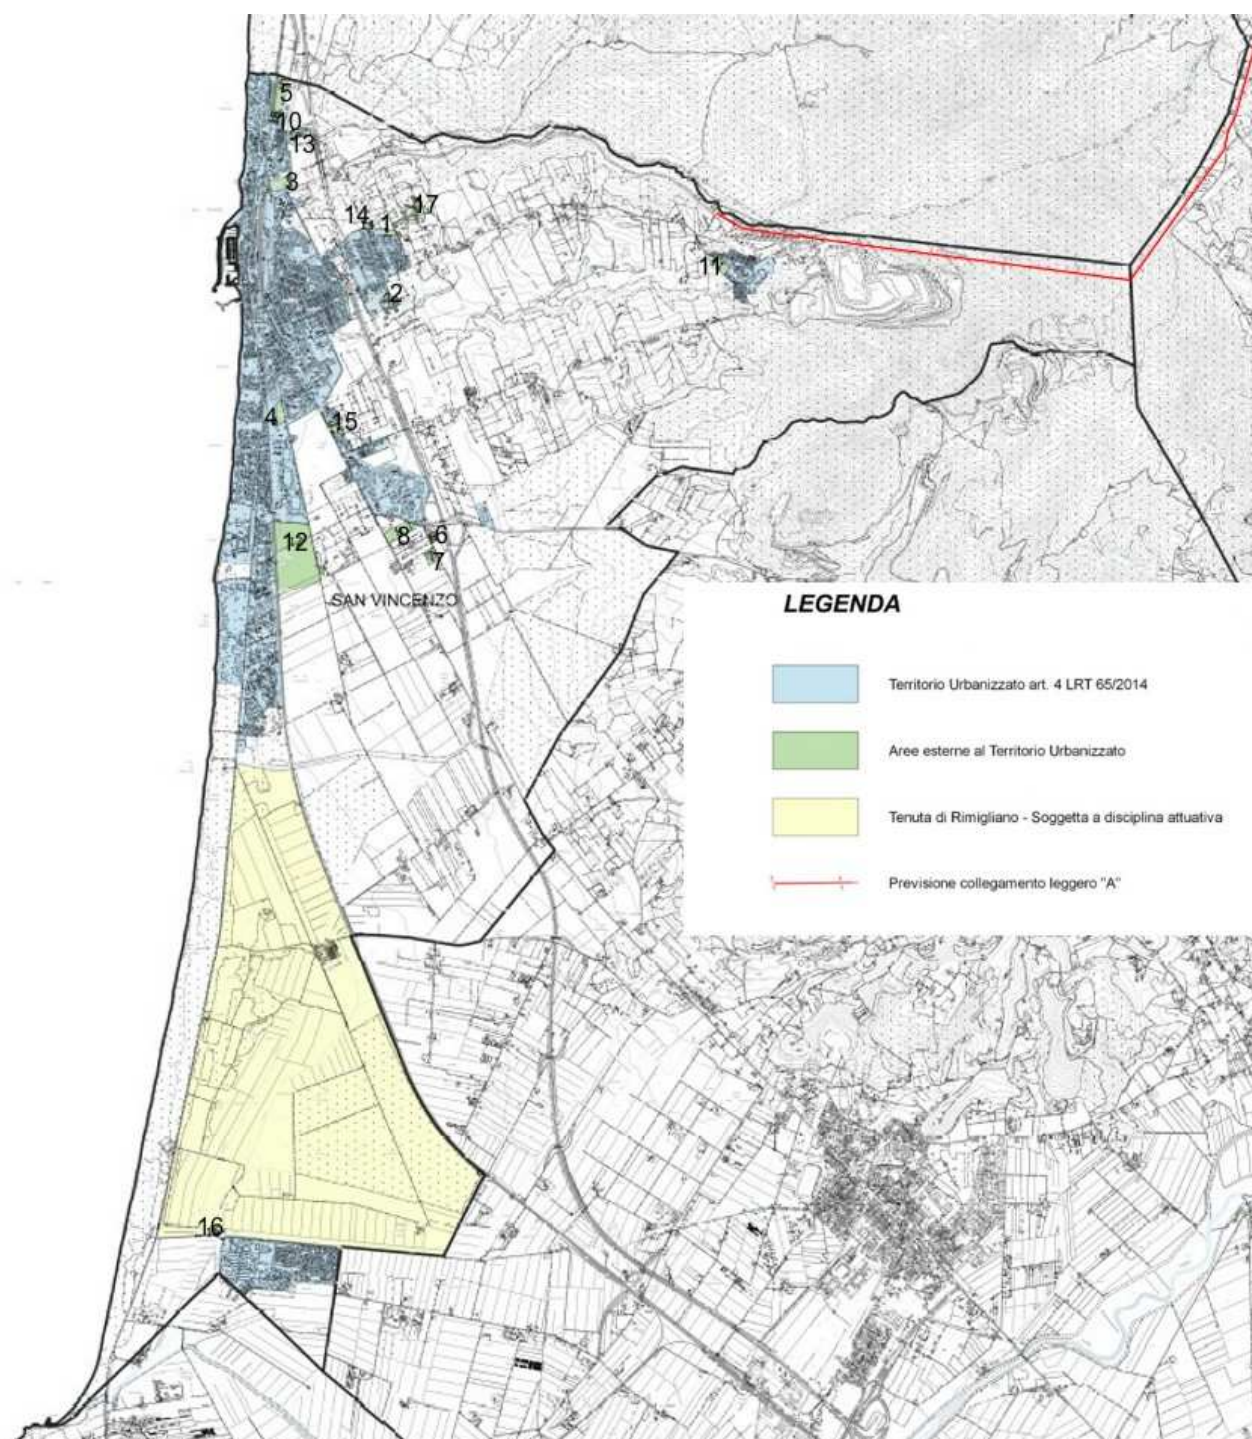 5
10
13
3
17
14
1
11
2
4
15
12
8
6
7
SAN VINCENZO
LEGENDA
Territorio Urbanizzato art. 4 LRT 65/2014
Aree esterne al Territorio Urbanizzato
Tenuta di Rimigliano - Soggetta a disciplina attuativa
Previsione collegamento leggero "A"
16